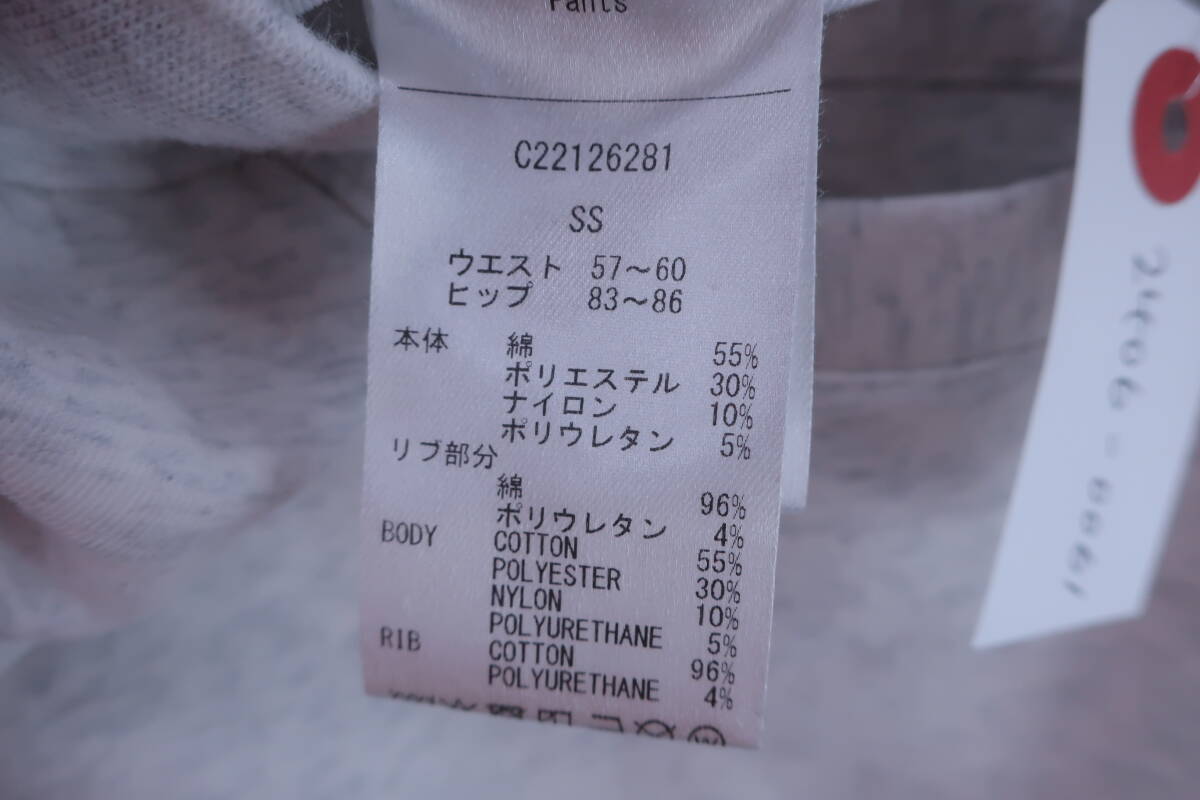 Pants
C22126281
SS
ウエスト 57～60
ヒップ 83～86
本体 綿 55%
ポリエステル 30%
ナイロン 10%
ポリウレタン 5%
リブ部分
綿 96%
ポリウレタン 4%
BODY COTTON 55%
POLYESTER 30%
NYLON 10%
POLYURETHANE 5%
RIB COTTON 96%
POLYURETHANE 4%